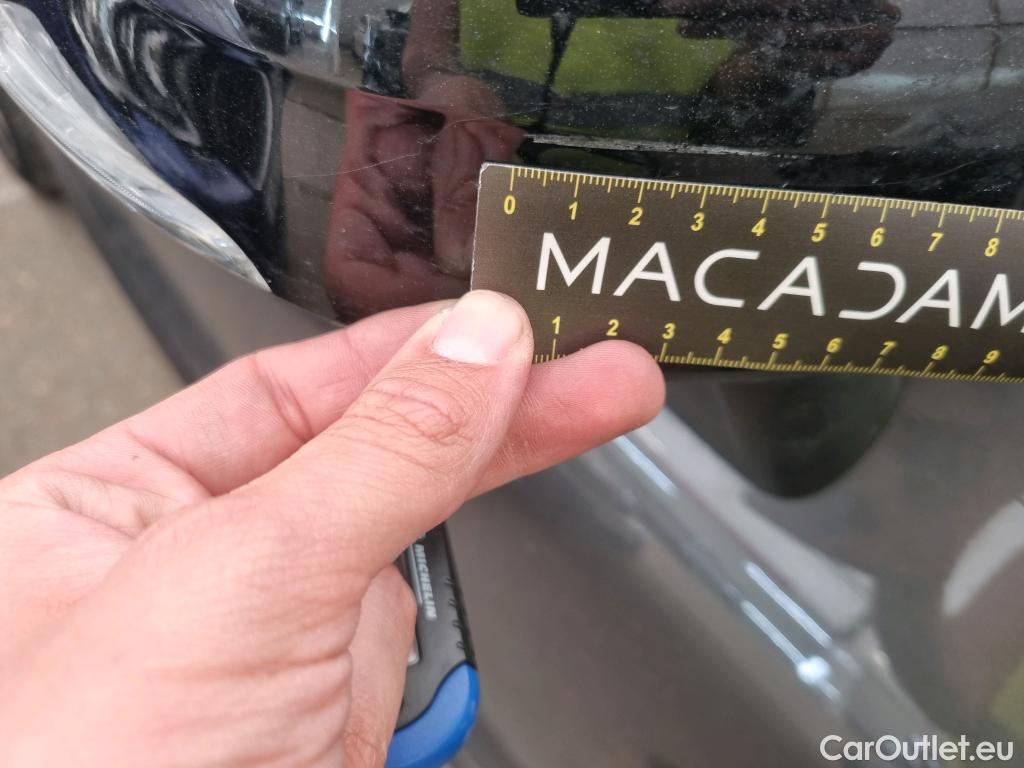 0 1 2 3 4 5 6 7 8
MACADAM
1 2 3 4 5 6 7 8 9
MICHELIN
CarOutlet.eu